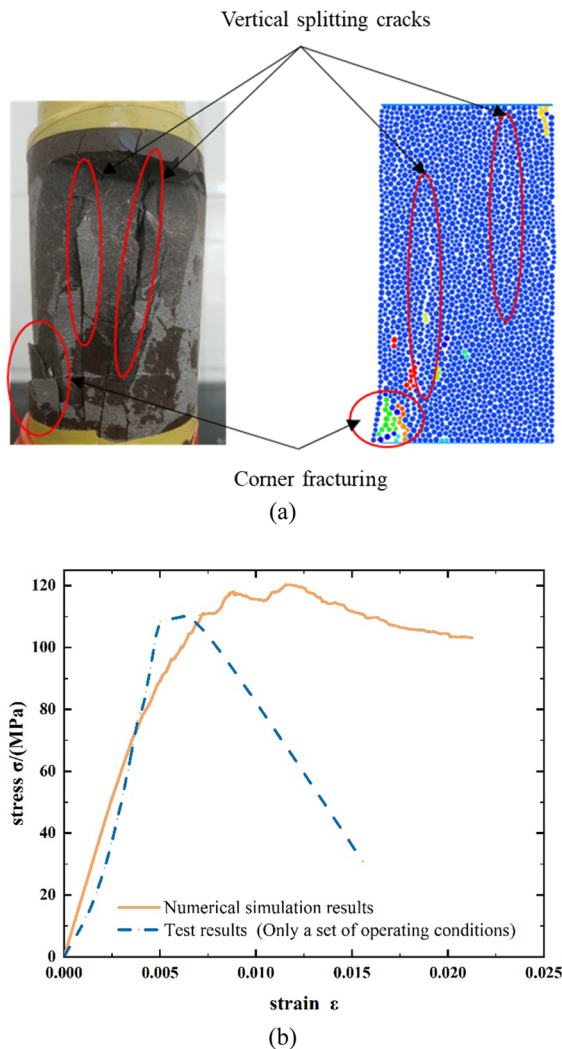 Vertical splitting cracks
Corner fracturing
(a)
120
100
80
60
40
20
0
stress σ/(MPa)
Numerical simulation results
Test results (Only a set of operating conditions)
0.000 0.005 0.010 0.015 0.020 0.025
strain ε
(b)